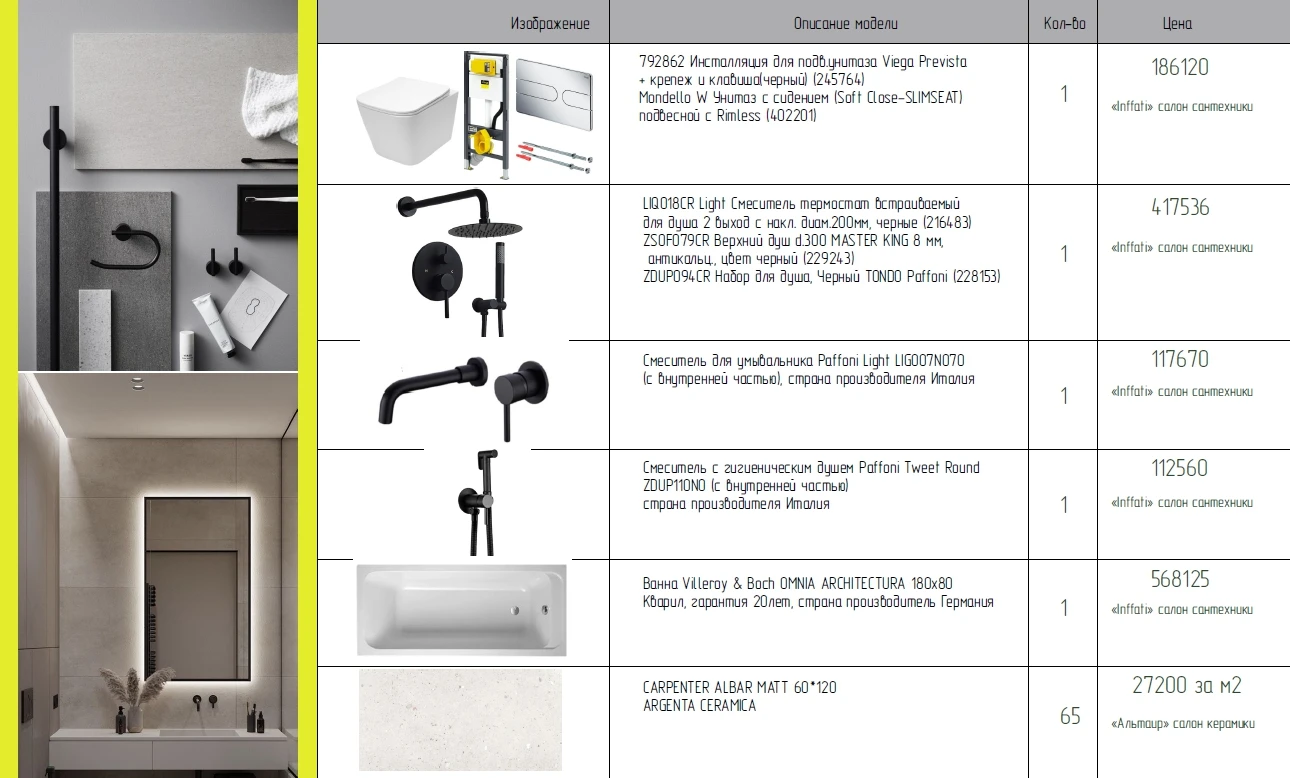 Изображение
Описание модели
Кол-во
Цена
792862 Инсталляция для подв.унитаза Viega Prevista
+ крепеж и клавиша(черный) (245764)
Mondello W Унитаз с сидением (Soft Close-SLIMSEAT)
подвесной с Rimless (402201)
1
186120
«Inffati» салон сантехники
LIQ018CR Light Смеситель термостат встраиваемый
для душа 2 выход с накл. диам.200мм, черные (216483)
ZSOF079CR Верхний душ d.300 MASTER KING 8 мм,
антикальц., цвет черный (229243)
ZDUP094CR Набор для душа, Черный TONDO Paffoni (228153)
1
417536
«Inffati» салон сантехники
Смеситель для умывальника Paffoni Light LIG007NO70
(с внутренней частью), страна производителя Италия
1
117670
«Inffati» салон сантехники
Смеситель с гигиеническим душем Paffoni Tweet Round
ZDUP110NO (с внутренней частью)
страна производителя Италия
1
112560
«Inffati» салон сантехники
Ванна Villeroy & Boch OMNIA ARCHITECTURA 180x80
Кварил, гарантия 20лет, страна производитель Германия
1
568125
«Inffati» салон сантехники
CARPENTER ALBAR MATT 60*120
ARGENTA CERAMICA
65
27200 за м2
«Альтаир» салон керамики